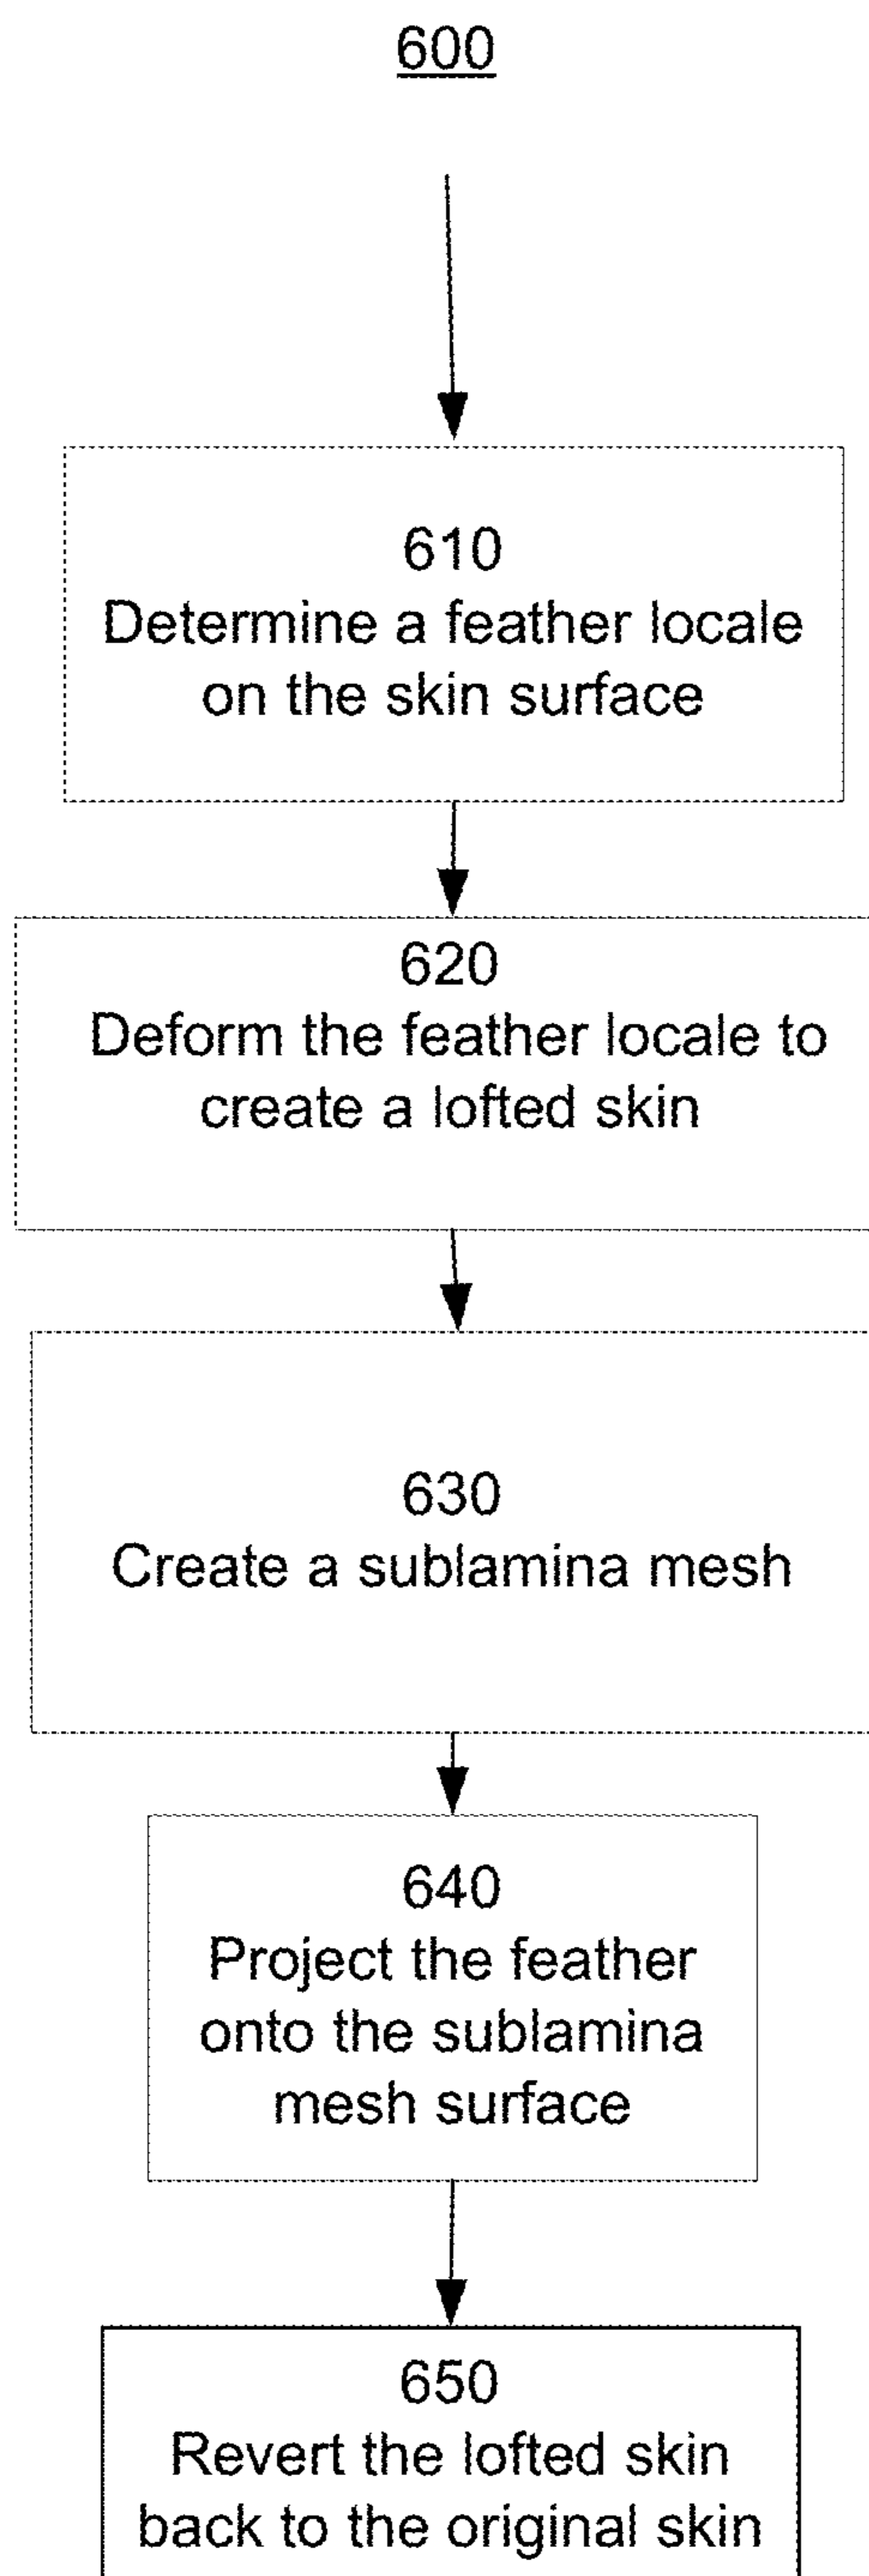 600
610
Determine a feather locale
on the skin surface
620
Deform the feather locale to
create a lofted skin
630
Create a sublamina mesh
640
Project the feather
onto the sublamina
mesh surface
650
Revert the lofted skin
back to the original skin